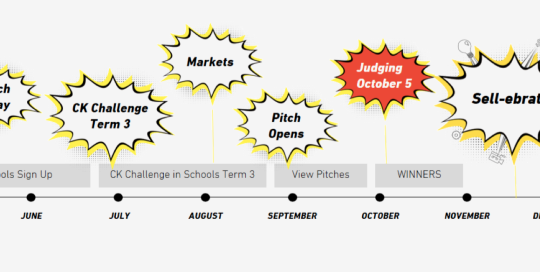 ch
ay
CK Challenge
Term 3
Markets
Pitch
Opens
Judging
October 5
Sell-ebrat
ols Sign Up
CK Challenge in Schools Term 3
View Pitches
WINNERS
JUNE
JULY
AUGUST
SEPTEMBER
OCTOBER
NOVEMBER